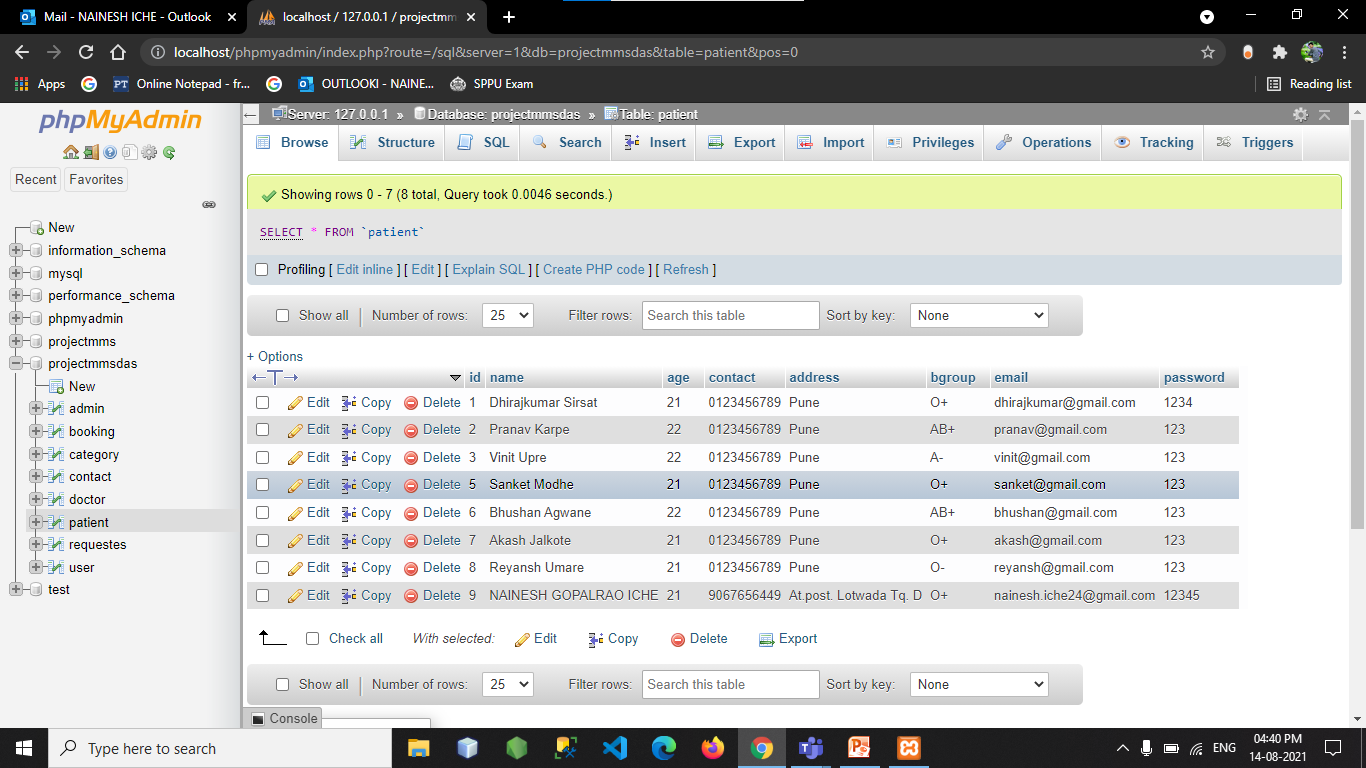 Mail - NAINESH ICHE - Outlook
localhost / 127.0.0.1 / projectmm
localhost/phpmyadmin/index.php?route=/sql&server=1&db=projectmmsdas&table=patient&pos=0
Apps
PT Online Notepad - fr...
OUTLOOKI - NAINE...
SPPU Exam
Reading list
phpMyAdmin
Recent Favorites
New
information_schema
mysql
performance_schema
phpmyadmin
projectmms
projectmmsdas
New
admin
booking
category
contact
doctor
patient
requestes
user
test
Server: 127.0.0.1 » Database: projectmmsdas » Table: patient
Browse Structure SQL Search Insert Export Import Privileges Operations Tracking Triggers
Showing rows 0 - 7 (8 total, Query took 0.0046 seconds.)
SELECT * FROM `patient`
Profiling [ Edit inline ] [ Edit ] [ Explain SQL ] [ Create PHP code ] [ Refresh ]
Show all | Number of rows: 25 Filter rows: Search this table Sort by key: None
+ Options
←T→ id name age contact address bgroup email password
Edit Copy Delete 1 Dhirajkumar Sirsat 21 0123456789 Pune O+ dhirajkumar@gmail.com 1234
Edit Copy Delete 2 Pranav Karpe 22 0123456789 Pune AB+ pranav@gmail.com 123
Edit Copy Delete 3 Vinit Upre 22 0123456789 Pune A- vinit@gmail.com 123
Edit Copy Delete 5 Sanket Modhe 21 0123456789 Pune O+ sanket@gmail.com 123
Edit Copy Delete 6 Bhushan Agwane 22 0123456789 Pune AB+ bhushan@gmail.com 123
Edit Copy Delete 7 Akash Jalkote 21 0123456789 Pune O+ akash@gmail.com 123
Edit Copy Delete 8 Reyansh Umare 21 0123456789 Pune O- reyansh@gmail.com 123
Edit Copy Delete 9 NAINESH GOPALRAO ICHE 21 9067656449 At.post. Lotwada Tq. D O+ nainesh.iche24@gmail.com 12345
Check all With selected: Edit Copy Delete Export
Show all | Number of rows: 25 Filter rows: Search this table Sort by key: None
Console
Type here to search
ENG
04:40 PM
14-08-2021